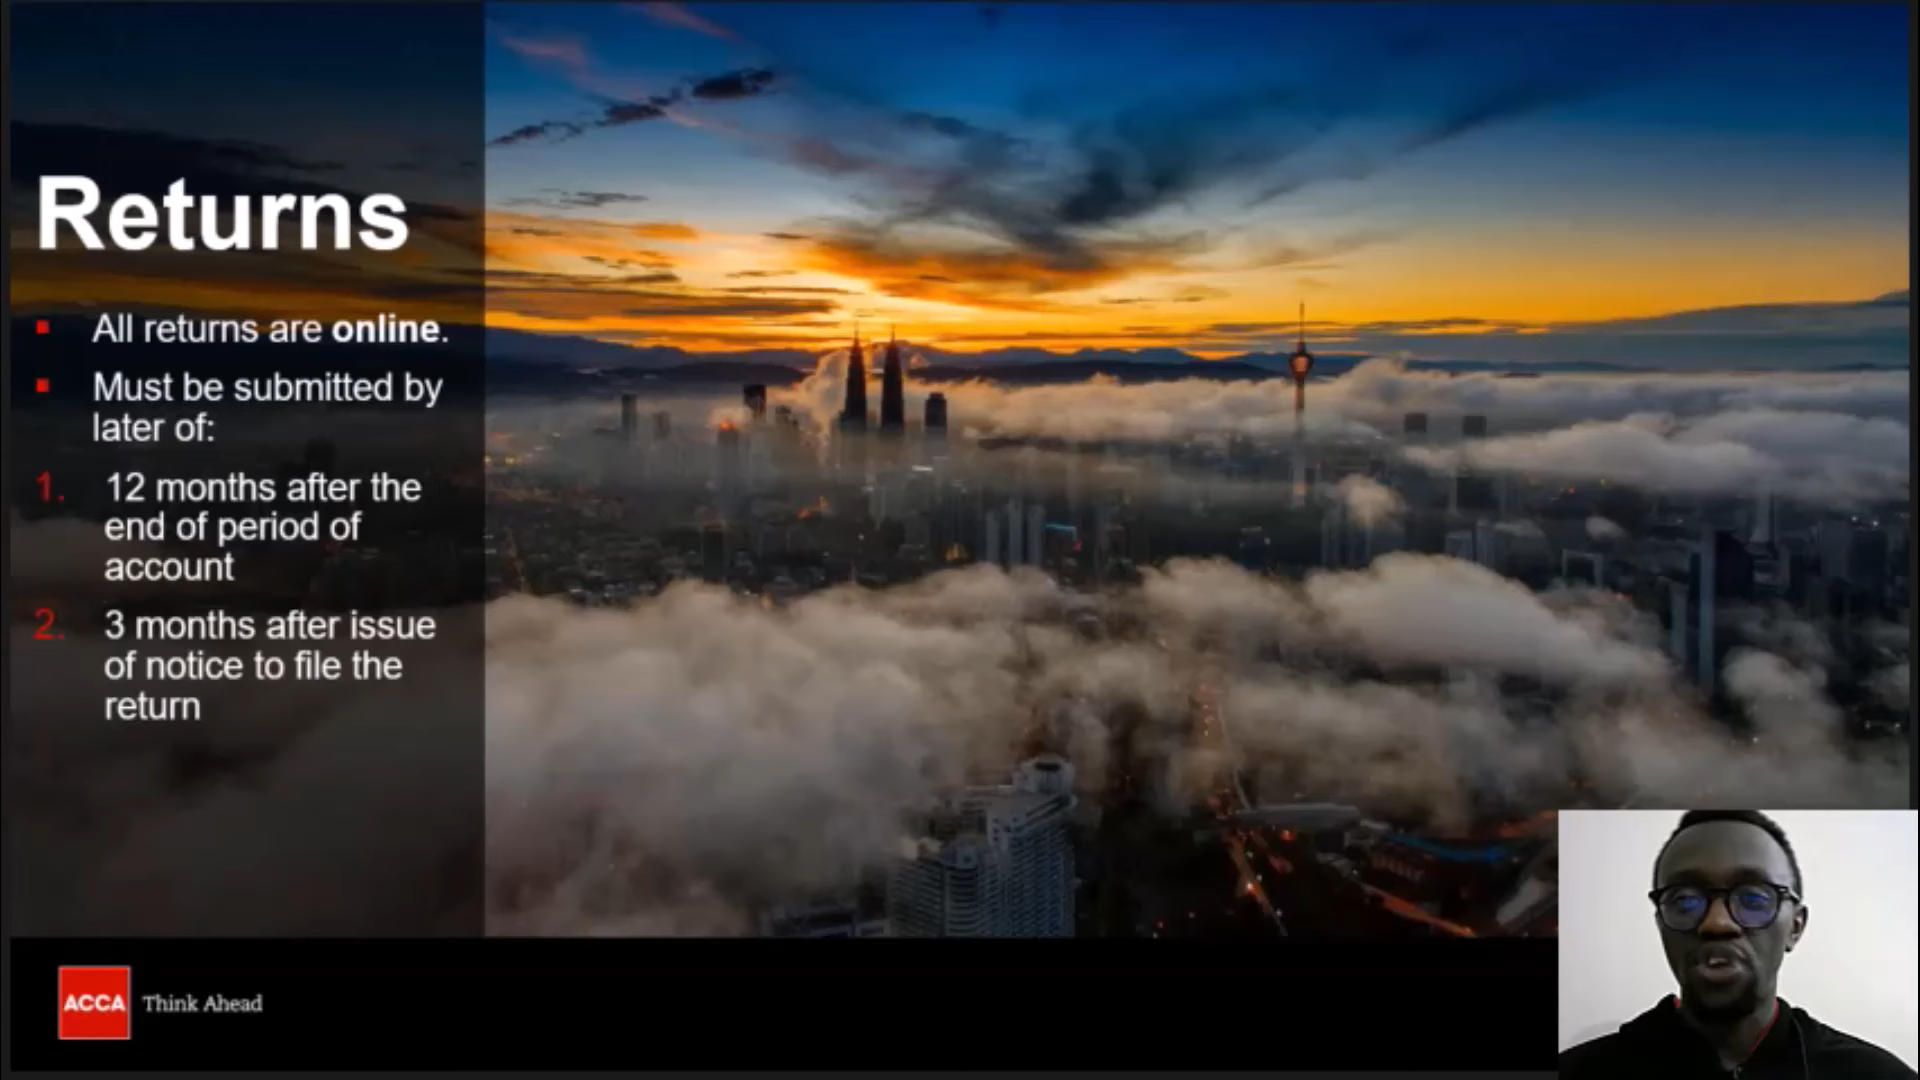 Returns
▪ All returns are online.
▪ Must be submitted by
later of:
1. 12 months after the
end of period of
account
2. 3 months after issue
of notice to file the
return
ACCA Think Ahead